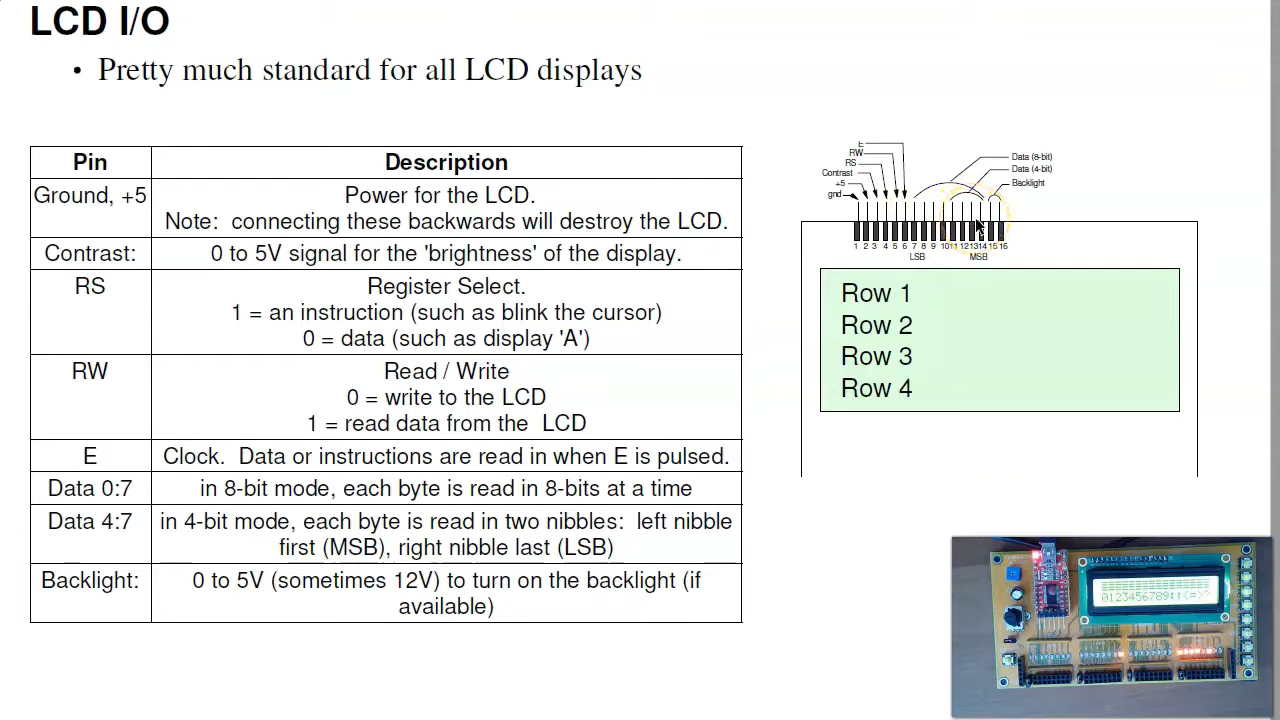 LCD I/O
• Pretty much standard for all LCD displays
Pin Description
Ground, +5 Power for the LCD.
Note: connecting these backwards will destroy the LCD.
Contrast: 0 to 5V signal for the 'brightness' of the display.
RS Register Select.
1 = an instruction (such as blink the cursor)
0 = data (such as display 'A')
RW Read / Write
0 = write to the LCD
1 = read data from the LCD
E Clock. Data or instructions are read in when E is pulsed.
Data 0:7 in 8-bit mode, each byte is read in 8-bits at a time
Data 4:7 in 4-bit mode, each byte is read in two nibbles: left nibble
first (MSB), right nibble last (LSB)
Backlight: 0 to 5V (sometimes 12V) to turn on the backlight (if
available)
E
RW
RS
Contrast
+5
gnd
Data (8-bit)
Data (4-bit)
Backlight
1 2 3 4 5 6 7 8 9 10 11 12 13 14 15 16
LSB MSB
Row 1
Row 2
Row 3
Row 4
0123456789:;<=>?